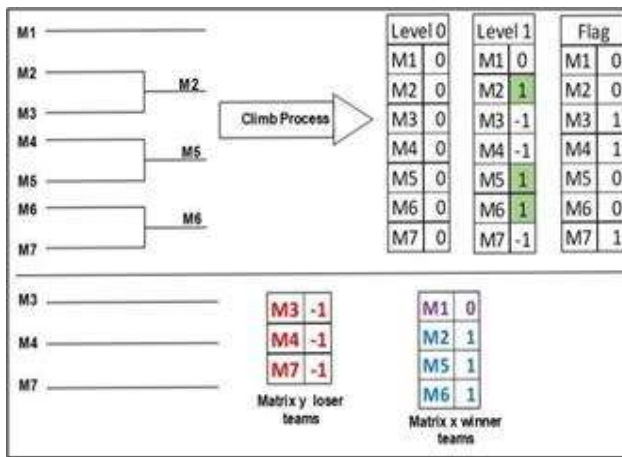 M1
M2
M3
M2
M4
M5
M5
M6
M7
M6
Climb Process
Level 0
M1 0
M2 0
M3 0
M4 0
M5 0
M6 0
M7 0
Level 1
M1 0
M2 1
M3 -1
M4 -1
M5 1
M6 1
M7 -1
Flag
M1 0
M2 0
M3 1
M4 1
M5 0
M6 0
M7 1
M3
M4
M7
M3 -1
M4 -1
M7 -1
Matrix y loser
teams
M1 0
M2 1
M5 1
M6 1
Matrix x winner
teams